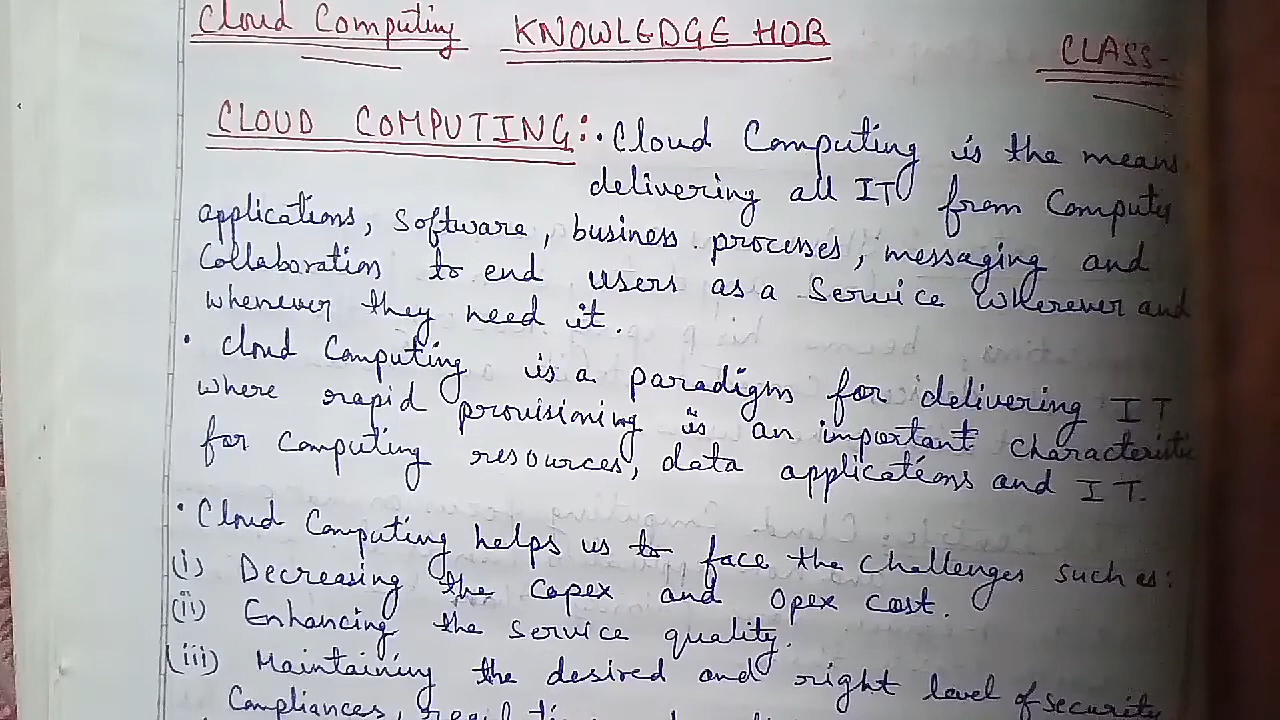 Cloud Computing KNOWLEDGE HOB CLASS-
CLOUD COMPUTING: • Cloud Computing is the means
delivering all IT from Computer
applications, software, business processes, messaging and
Collaboration to end users as a Service Wherever and
whenever they need it.
• Cloud Computing is a paradigm for delivering IT
where rapid provisioning is an important characteristic
for computing resources, data applications and IT.
• Cloud Computing helps us to face the challenges such as:
(i) Decreasing the Capex and Opex cost.
(ii) Enhancing the service quality.
(iii) Maintaining the desired and right level of security
Compliances,